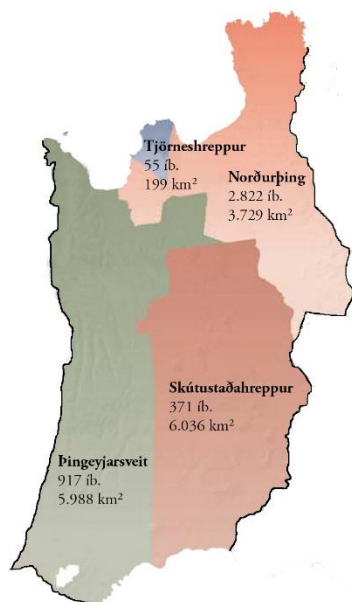 Tjörneshreppur
55 íb.
199 km²
Norðurþing
2.822 íb.
3.729 km²
Skútustaðahreppur
371 íb.
6.036 km²
Þingeyjarsveit
917 íb.
5.988 km²